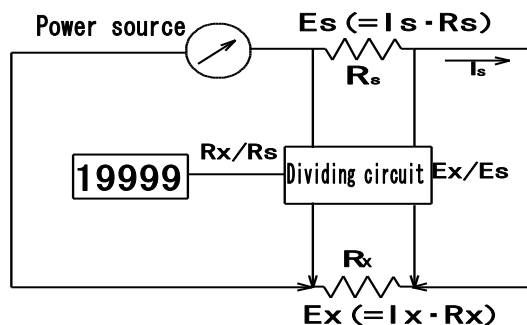 Power source
Es (=Is-Rs)
Rs
Is
Rx/Rs
19999
Dividing circuit
Ex/Es
Rx
Ex (=Ix-Rx)